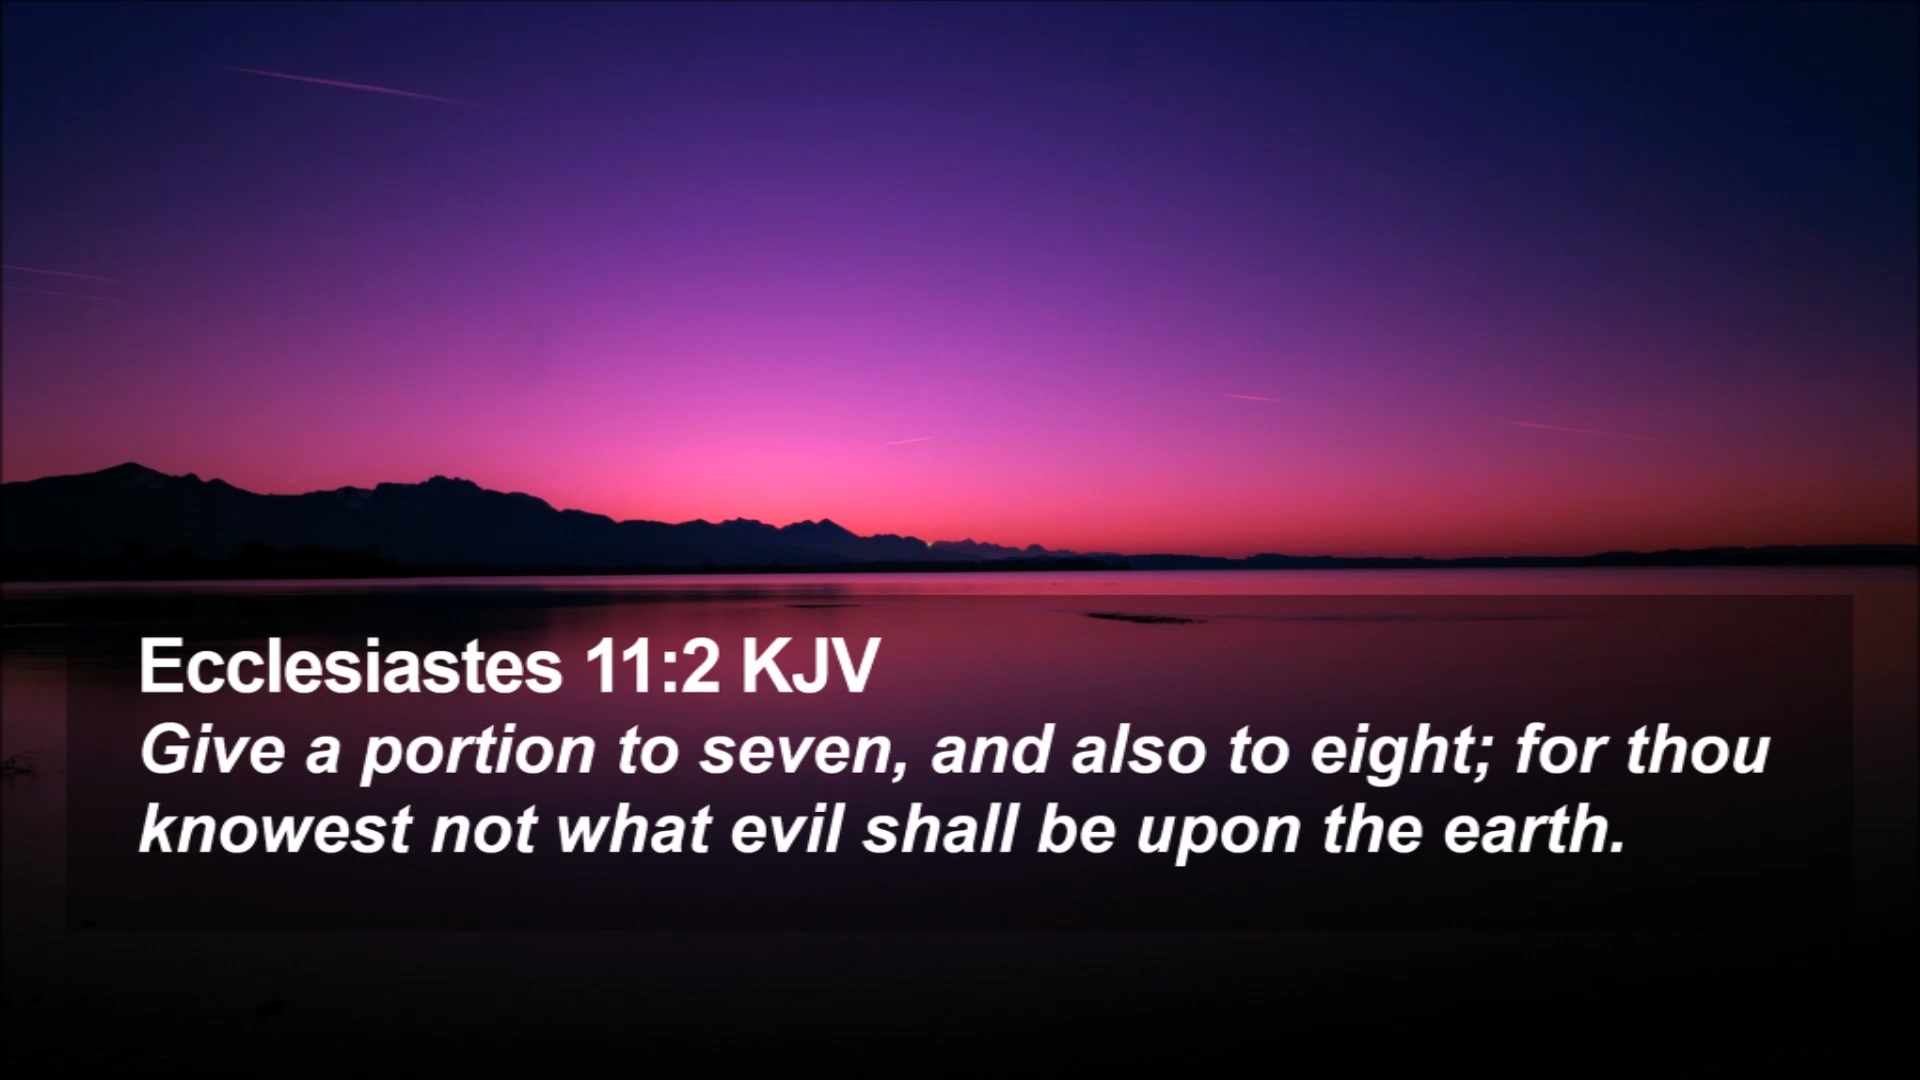 Ecclesiastes 11:2 KJV
Give a portion to seven, and also to eight; for thou
knowest not what evil shall be upon the earth.